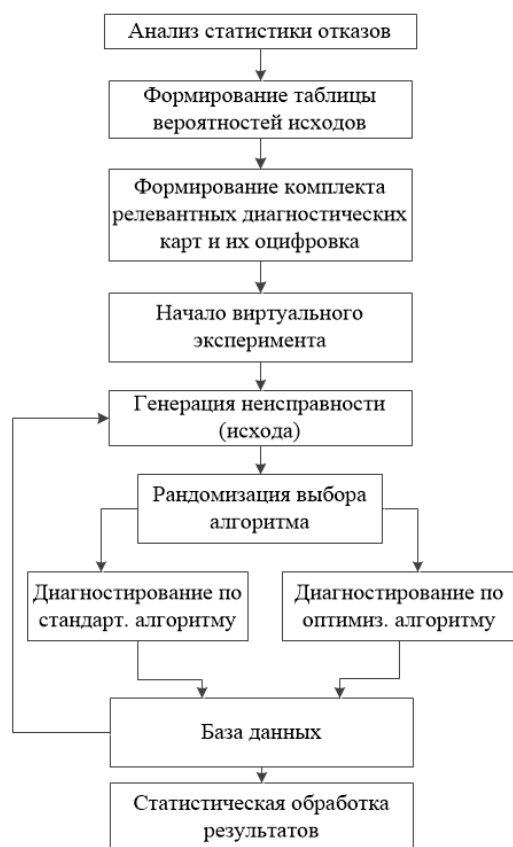 Анализ статистики отказов
Формирование таблицы
вероятностей исходов
Формирование комплекта
релевантных диагностических
карт и их оцифровка
Начало виртуального
эксперимента
Генерация неисправности
(исхода)
Рандомизация выбора
алгоритма
Диагностирование по
стандарт. алгоритму
Диагностирование по
оптимиз. алгоритму
База данных
Статистическая обработка
результатов